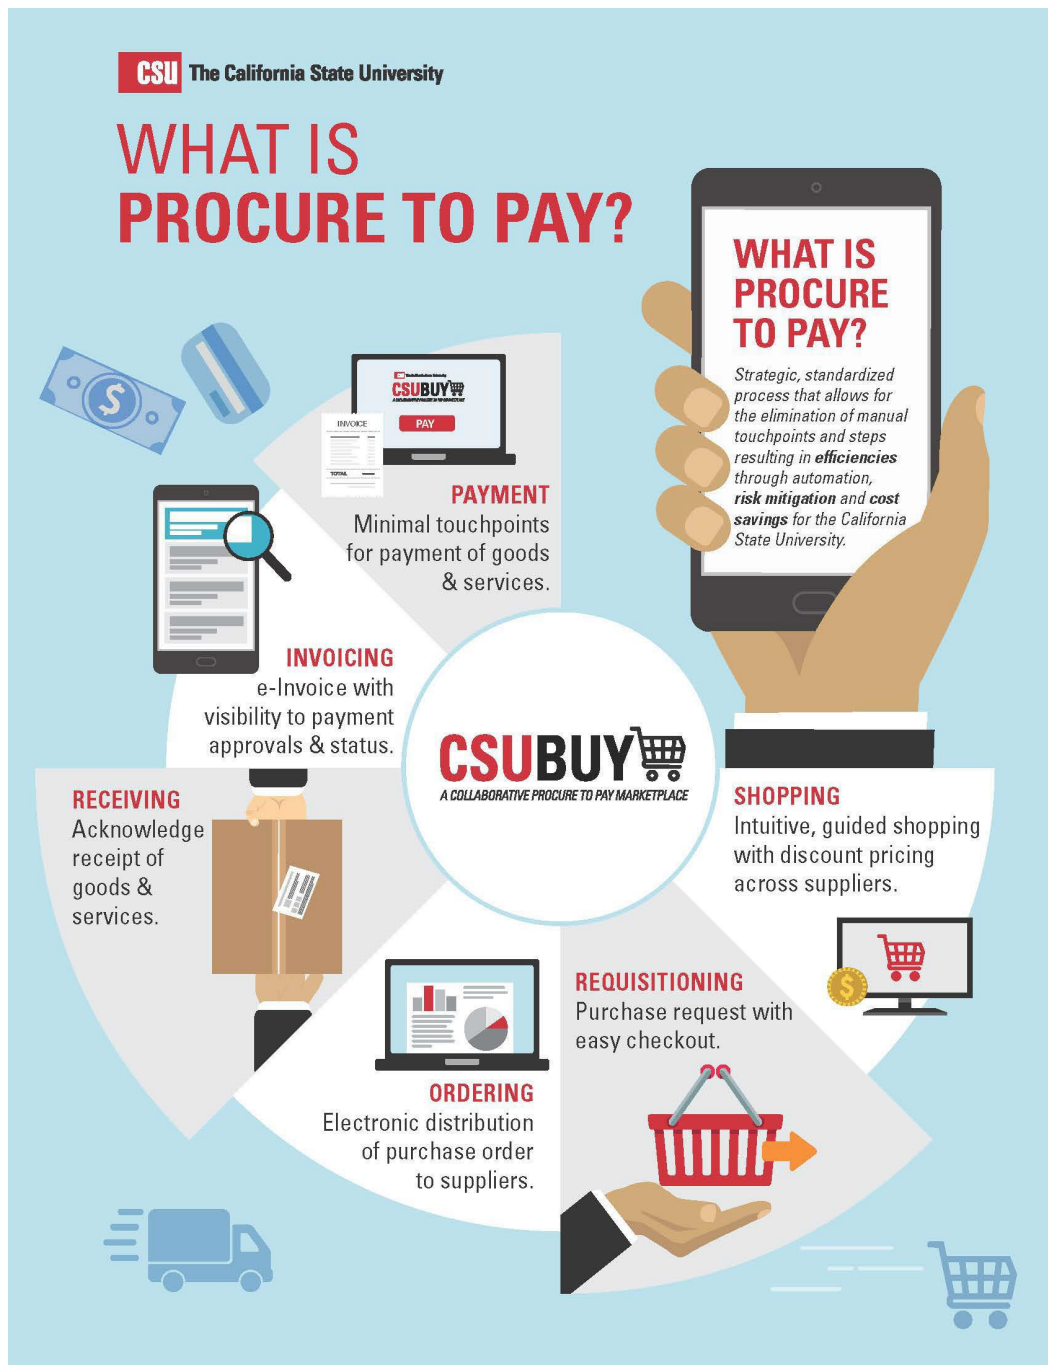 CSU The California State University
WHAT IS
PROCURE TO PAY?
WHAT IS
PROCURE
TO PAY?
Strategic, standardized
process that allows for
the elimination of manual
touchpoints and steps
resulting in efficiencies
through automation,
risk mitigation and cost
savings for the California
State University.
CSUBUY
PAY
INVOICE
TOTAL
PAYMENT
Minimal touchpoints
for payment of goods
& services.
INVOICING
e-Invoice with
visibility to payment
approvals & status.
CSUBUY
A COLLABORATIVE PROCURE TO PAY MARKETPLACE
RECEIVING
Acknowledge
receipt of
goods &
services.
SHOPPING
Intuitive, guided shopping
with discount pricing
across suppliers.
$
REQUISITIONING
Purchase request with
easy checkout.
ORDERING
Electronic distribution
of purchase order
to suppliers.
$